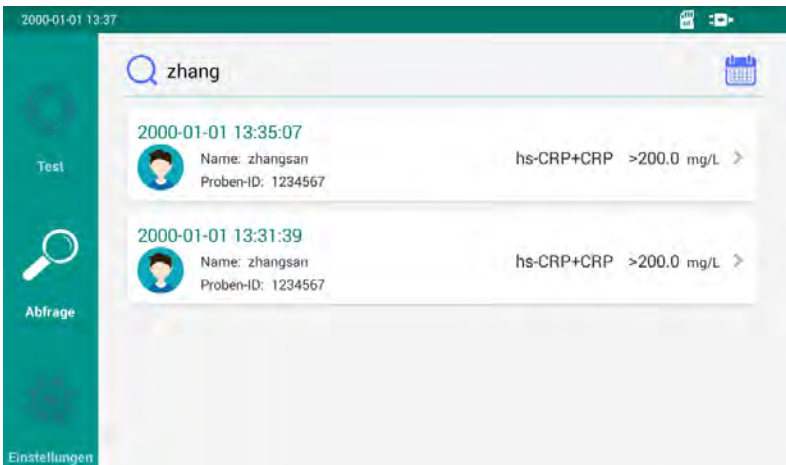 2000-01-01 13:37
zhang
2000-01-01 13:35:07
Name: zhangsan
hs-CRP+CRP >200.0 mg/L >
Proben-ID: 1234567
Test
2000-01-01 13:31:39
Name: zhangsan
hs-CRP+CRP >200.0 mg/L >
Proben-ID: 1234567
Abfrage
Einstellungen